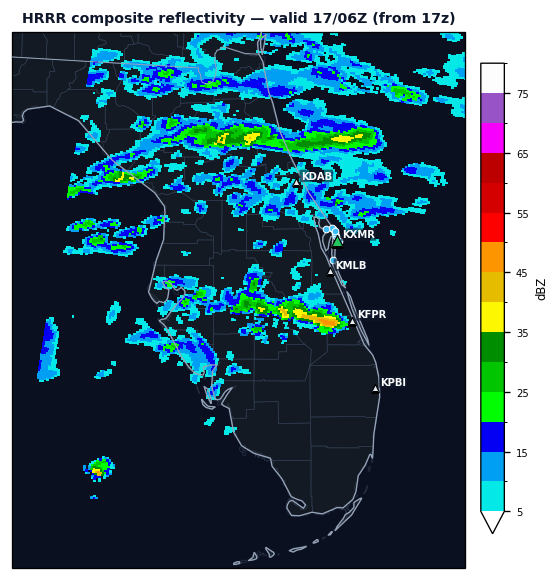 HRRR composite reflectivity — valid 17/06Z (from 17z)
KDAB
KXMR
KMLB
KFPR
KPBI
75
65
55
45
35
25
15
5
dBZ